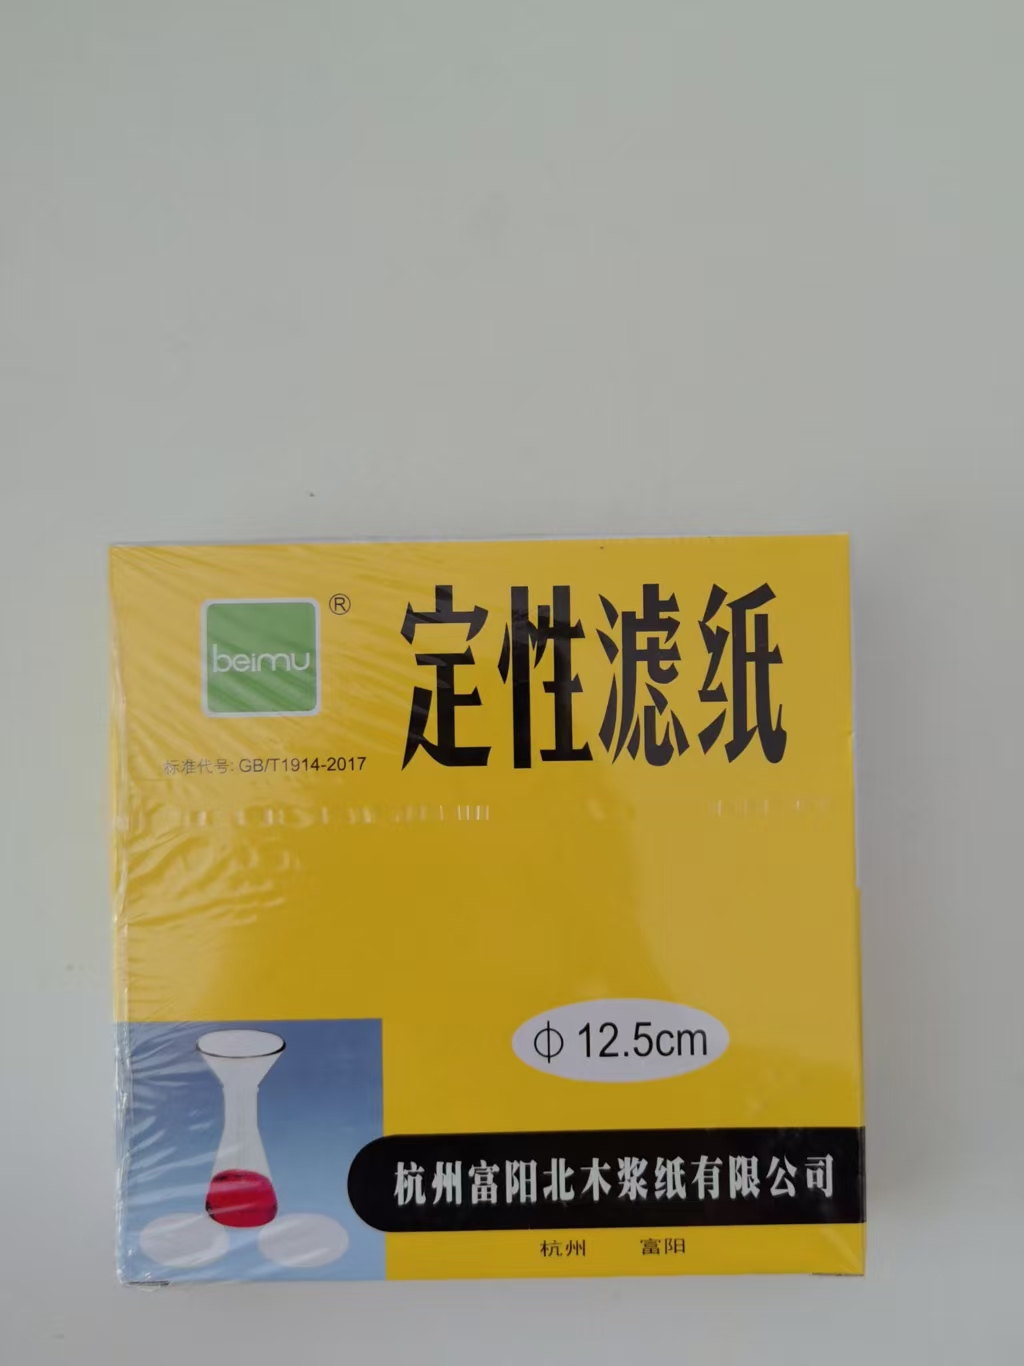 beimu ®
定性滤纸
标准代号: GB/T1914-2017
Φ 12.5cm
杭州富阳北木浆纸有限公司
杭州 富阳